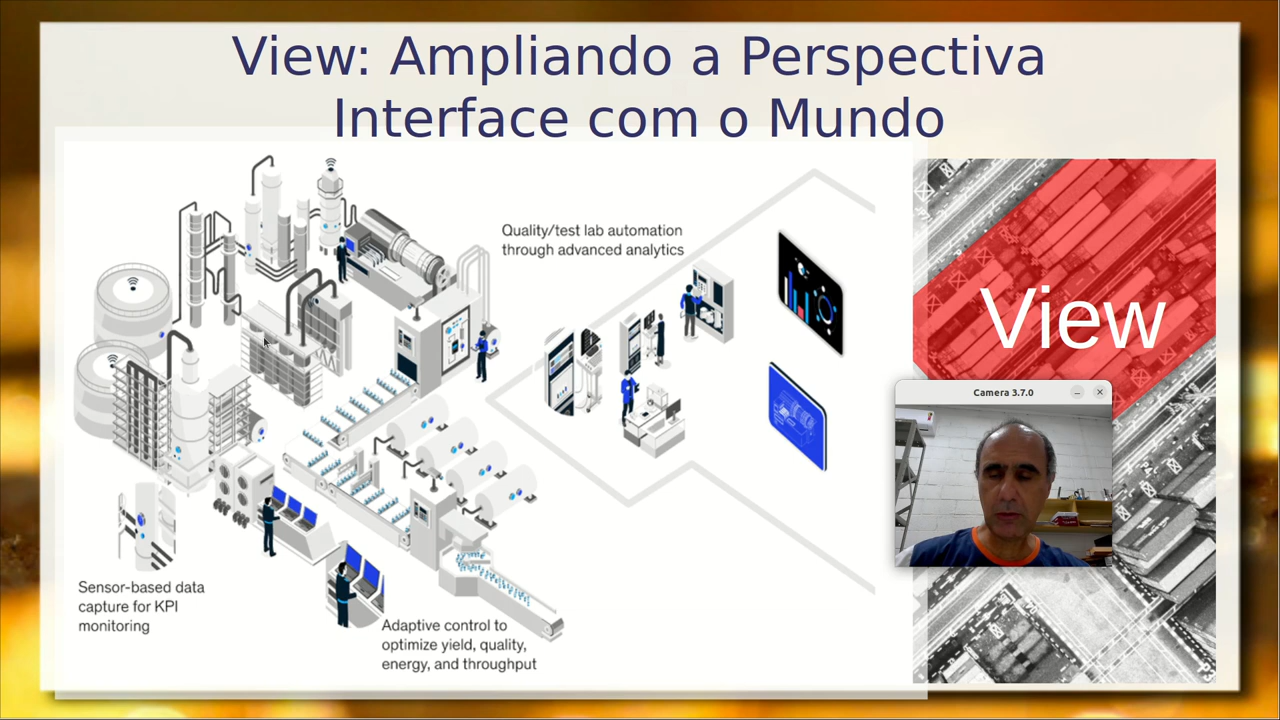 View: Ampliando a Perspectiva
Interface com o Mundo
Quality/test lab automation
through advanced analytics
View
Camera 3.7.0
Sensor-based data
capture for KPI
monitoring
Adaptive control to
optimize yield, quality,
energy, and throughput